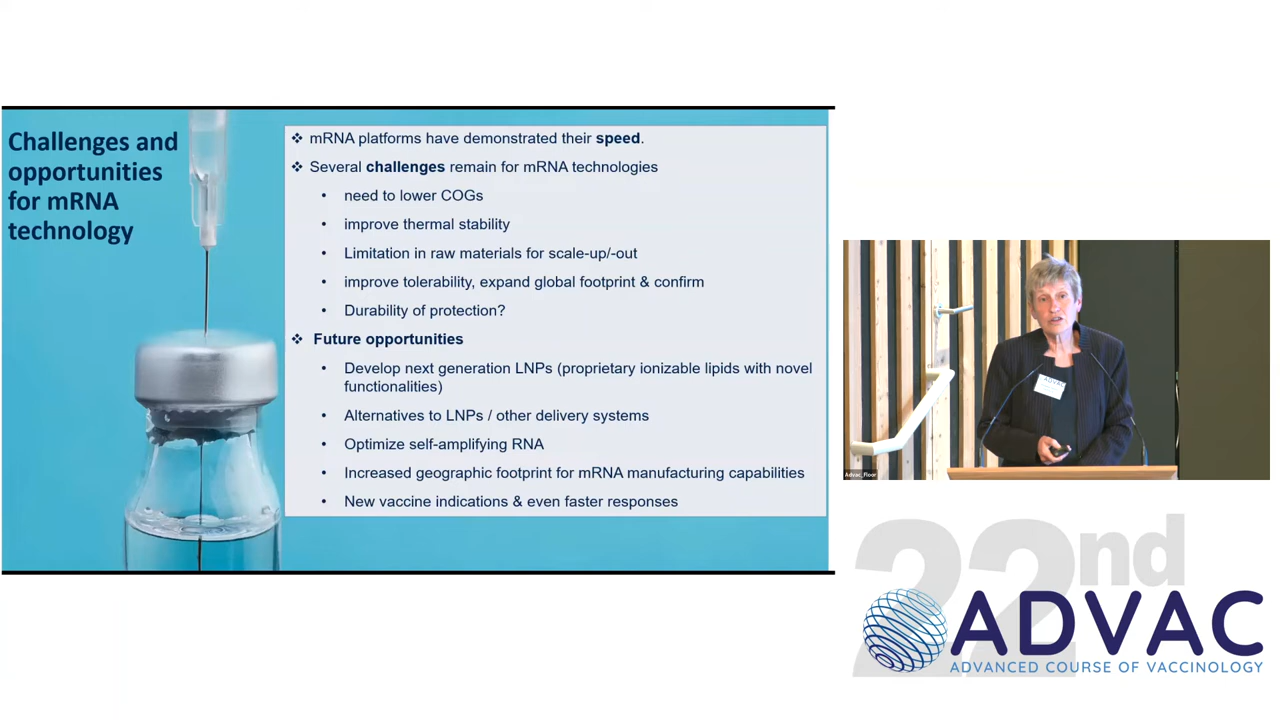 Challenges and
opportunities
for mRNA
technology
❖ mRNA platforms have demonstrated their speed.
❖ Several challenges remain for mRNA technologies
• need to lower COGs
• improve thermal stability
• Limitation in raw materials for scale-up/-out
• improve tolerability, expand global footprint & confirm
• Durability of protection?
❖ Future opportunities
• Develop next generation LNPs (proprietary ionizable lipids with novel
functionalities)
• Alternatives to LNPs / other delivery systems
• Optimize self-amplifying RNA
• Increased geographic footprint for mRNA manufacturing capabilities
• New vaccine indications & even faster responses
ADVAC
Advac_Floor
22nd
ADVAC
ADVANCED COURSE OF VACCINOLOGY